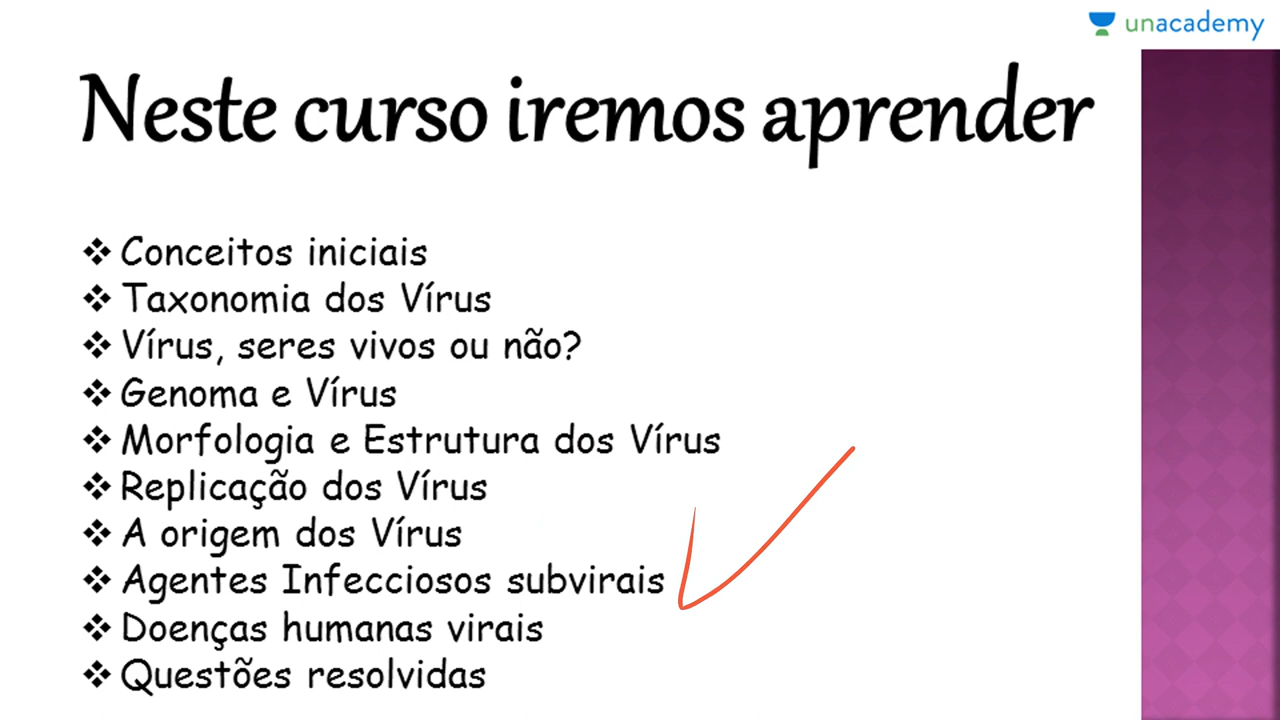 unacademy
Neste curso iremos aprender
❖ Conceitos iniciais
❖ Taxonomia dos Vírus
❖ Vírus, seres vivos ou não?
❖ Genoma e Vírus
❖ Morfologia e Estrutura dos Vírus
❖ Replicação dos Vírus
❖ A origem dos Vírus
❖ Agentes Infecciosos subvirais
❖ Doenças humanas virais
❖ Questões resolvidas